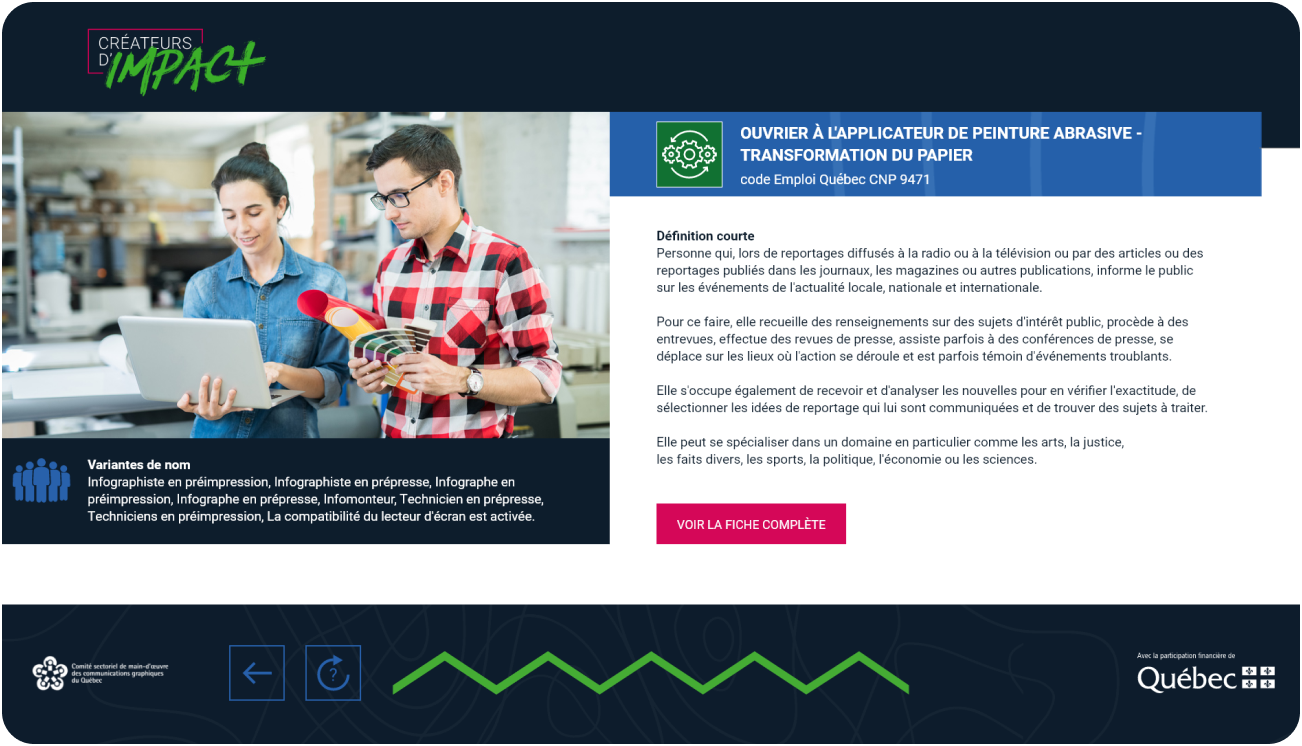 CRÉATEURS
D'IMPACT
OUVRIER À L'APPLICATEUR DE PEINTURE ABRASIVE -
TRANSFORMATION DU PAPIER
code Emploi Québec CNP 9471
Définition courte
Personne qui, lors de reportages diffusés à la radio ou à la télévision ou par des articles ou des
reportages publiés dans les journaux, les magazines ou autres publications, informe le public
sur les événements de l'actualité locale, nationale et internationale.
Pour ce faire, elle recueille des renseignements sur des sujets d'intérêt public, procède à des
entrevues, effectue des revues de presse, assiste parfois à des conférences de presse, se
déplace sur les lieux où l'action se déroule et est parfois témoin d'événements troublants.
Elle s'occupe également de recevoir et d'analyser les nouvelles pour en vérifier l'exactitude, de
sélectionner les idées de reportage qui lui sont communiquées et de trouver des sujets à traiter.
Elle peut se spécialiser dans un domaine en particulier comme les arts, la justice,
les faits divers, les sports, la politique, l'économie ou les sciences.
VOIR LA FICHE COMPLÈTE
Variantes de nom
Infographiste en préimpression, Infographiste en prépresse, Infographe en
préimpression, Infographe en prépresse, Infomonteur, Technicien en prépresse,
Techniciens en préimpression, La compatibilité du lecteur d'écran est activée.
Comité sectoriel de main-d'œuvre
des communications graphiques
du Québec
?
Avec la participation financière de
Québec